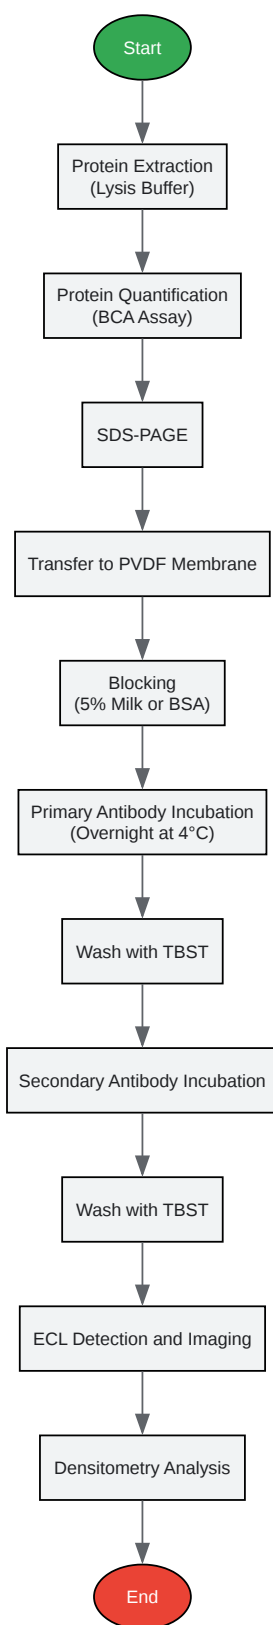 Start
Protein Extraction
(Lysis Buffer)
Protein Quantification
(BCA Assay)
SDS-PAGE
Transfer to PVDF Membrane
Blocking
(5% Milk or BSA)
Primary Antibody Incubation
(Overnight at 4°C)
Wash with TBST
Secondary Antibody Incubation
Wash with TBST
ECL Detection and Imaging
Densitometry Analysis
End